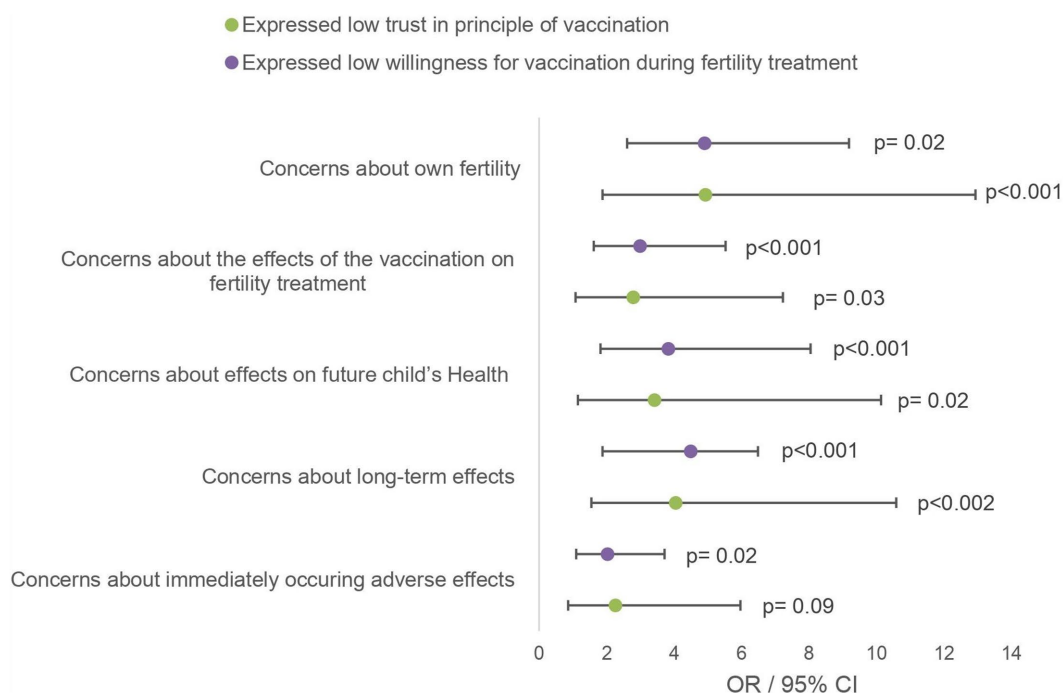 Expressed low trust in principle of vaccination
Expressed low willingness for vaccination during fertility treatment
Concerns about own fertility
p= 0.02
p<0.001
Concerns about the effects of the vaccination on
fertility treatment
p<0.001
p= 0.03
Concerns about effects on future child’s Health
p<0.001
p= 0.02
Concerns about long-term effects
p<0.001
p<0.002
Concerns about immediately occuring adverse effects
p= 0.02
p= 0.09
0 2 4 6 8 10 12 14
OR / 95% CI